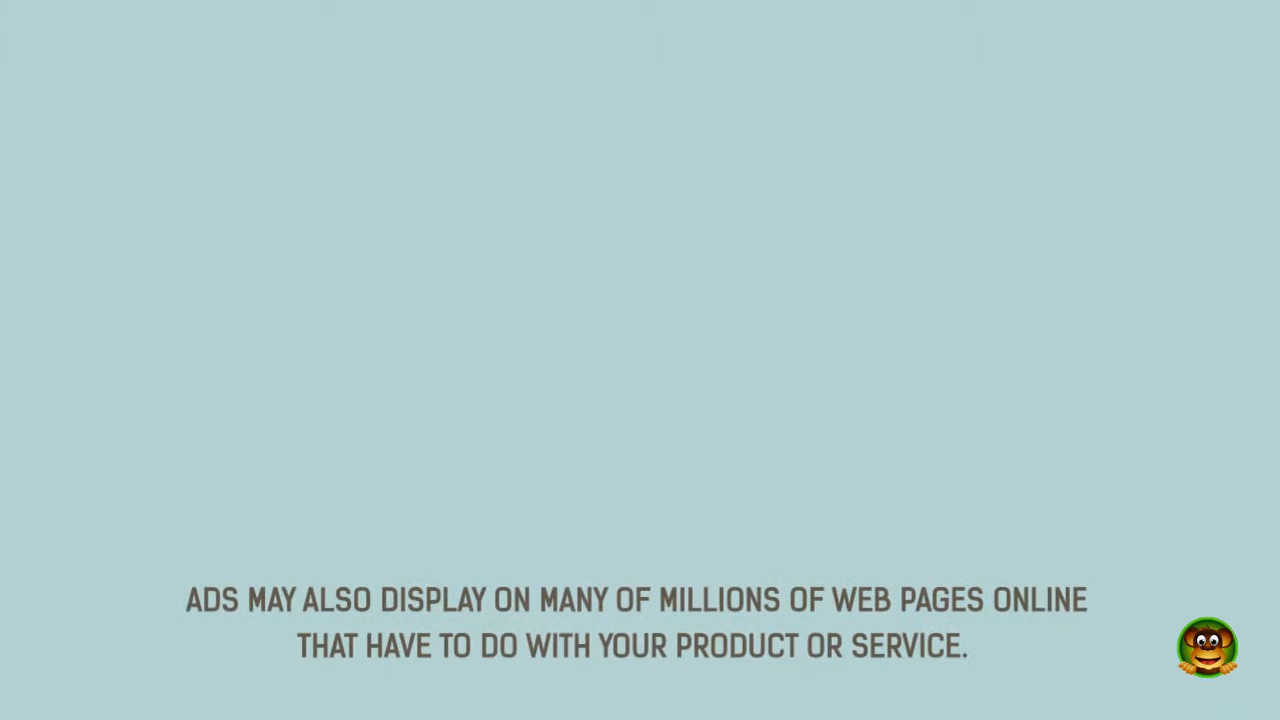 ADS MAY ALSO DISPLAY ON MANY OF MILLIONS OF WEB PAGES ONLINE
THAT HAVE TO DO WITH YOUR PRODUCT OR SERVICE.